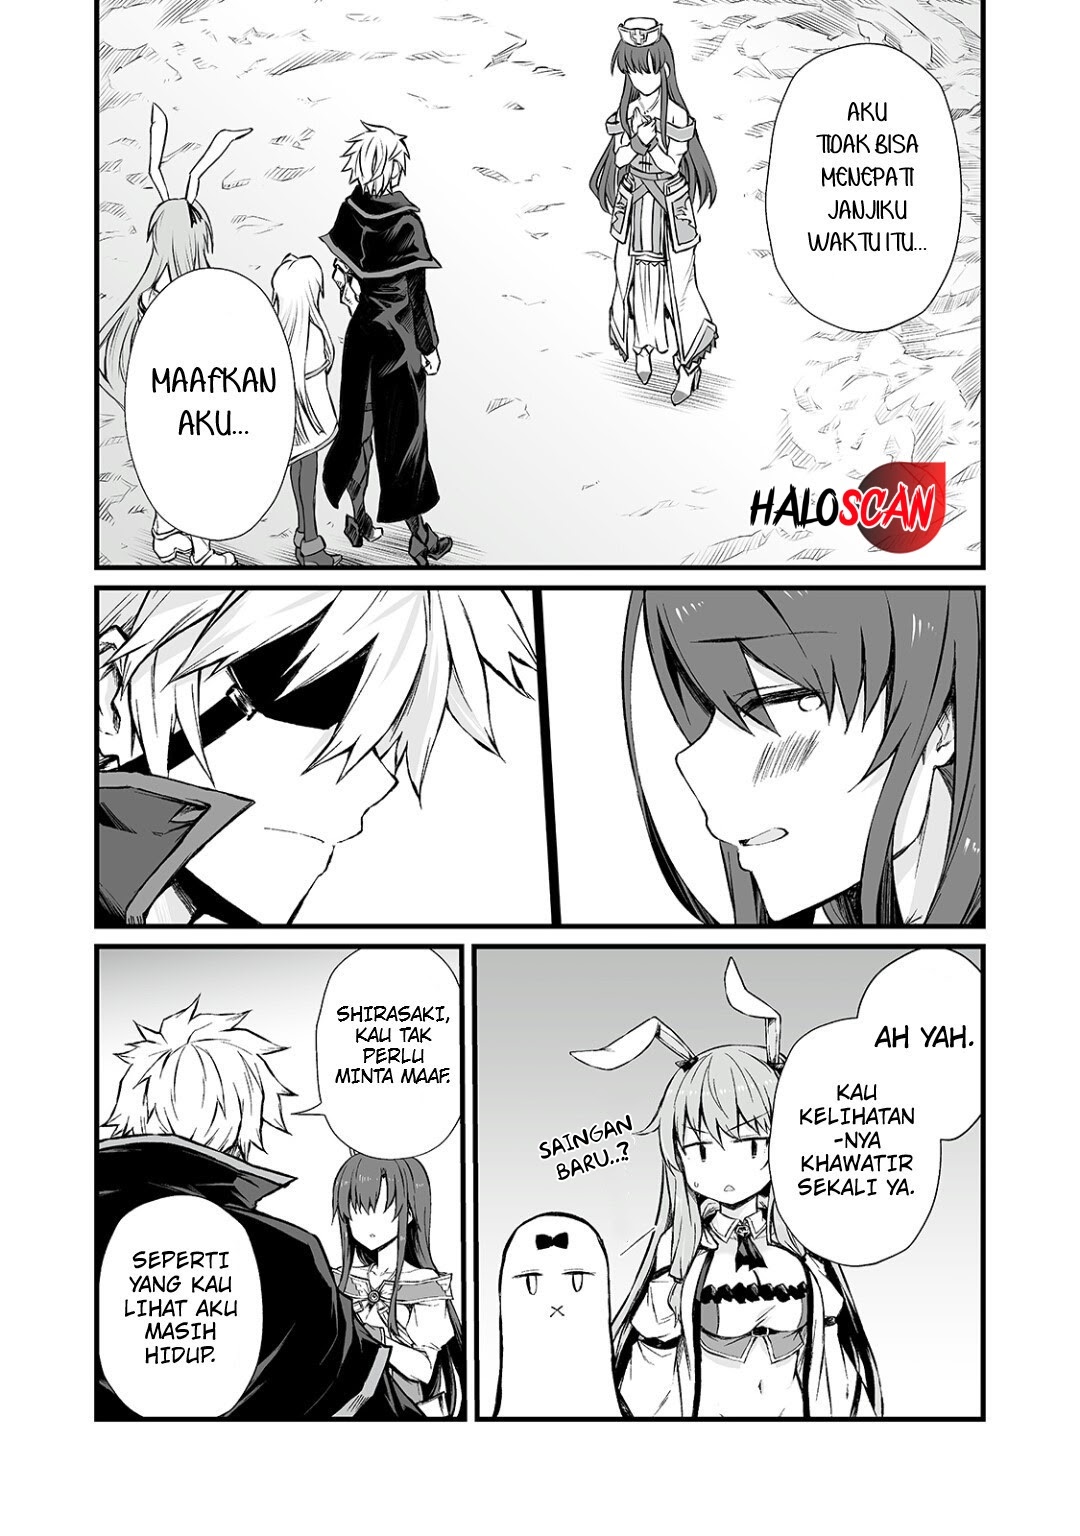 AKU
TIDAK BISA
MENEPATI
JANJIKU
WAKTU ITU...
MAAFKAN
AKU...
HALOSCAN
AH YAH.
KAU
KELIHATAN
-NYA
KHAWATIR
SEKALI YA.
SAINGAN
BARU..?
SHIRASAKI,
KAU TAK
PERLU
MINTA MAAF.
SEPERTI
YANG KAU
LIHAT AKU
MASIH
HIDUP.